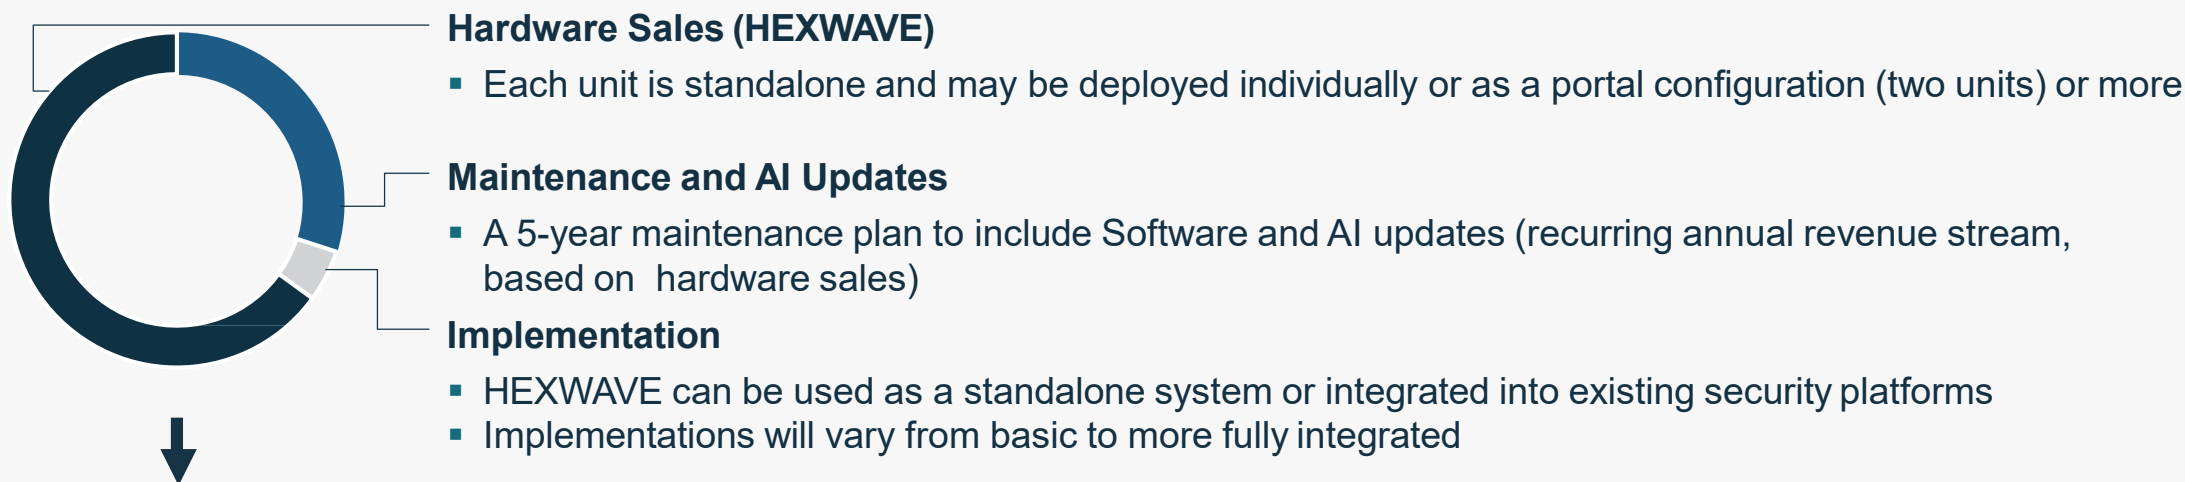 Hardware Sales (HEXWAVE)
▪ Each unit is standalone and may be deployed individually or as a portal configuration (two units) or more
Maintenance and AI Updates
▪ A 5-year maintenance plan to include Software and AI updates (recurring annual revenue stream,
based on hardware sales)
Implementation
▪ HEXWAVE can be used as a standalone system or integrated into existing security platforms
▪ Implementations will vary from basic to more fully integrated